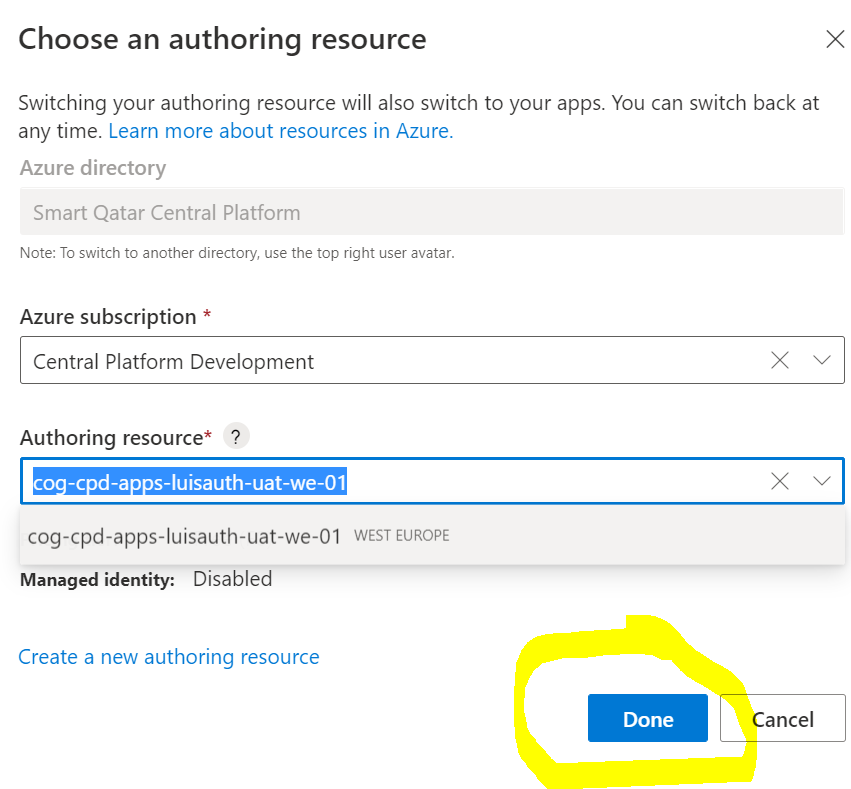 Choose an authoring resource
Switching your authoring resource will also switch to your apps. You can switch back at
any time. Learn more about resources in Azure.
Azure directory
Smart Qatar Central Platform
Note: To switch to another directory, use the top right user avatar.
Azure subscription *
Central Platform Development
Authoring resource* ?
cog-cpd-apps-luisauth-uat-we-01
cog-cpd-apps-luisauth-uat-we-01 WEST EUROPE
Managed identity: Disabled
Create a new authoring resource
Done Cancel